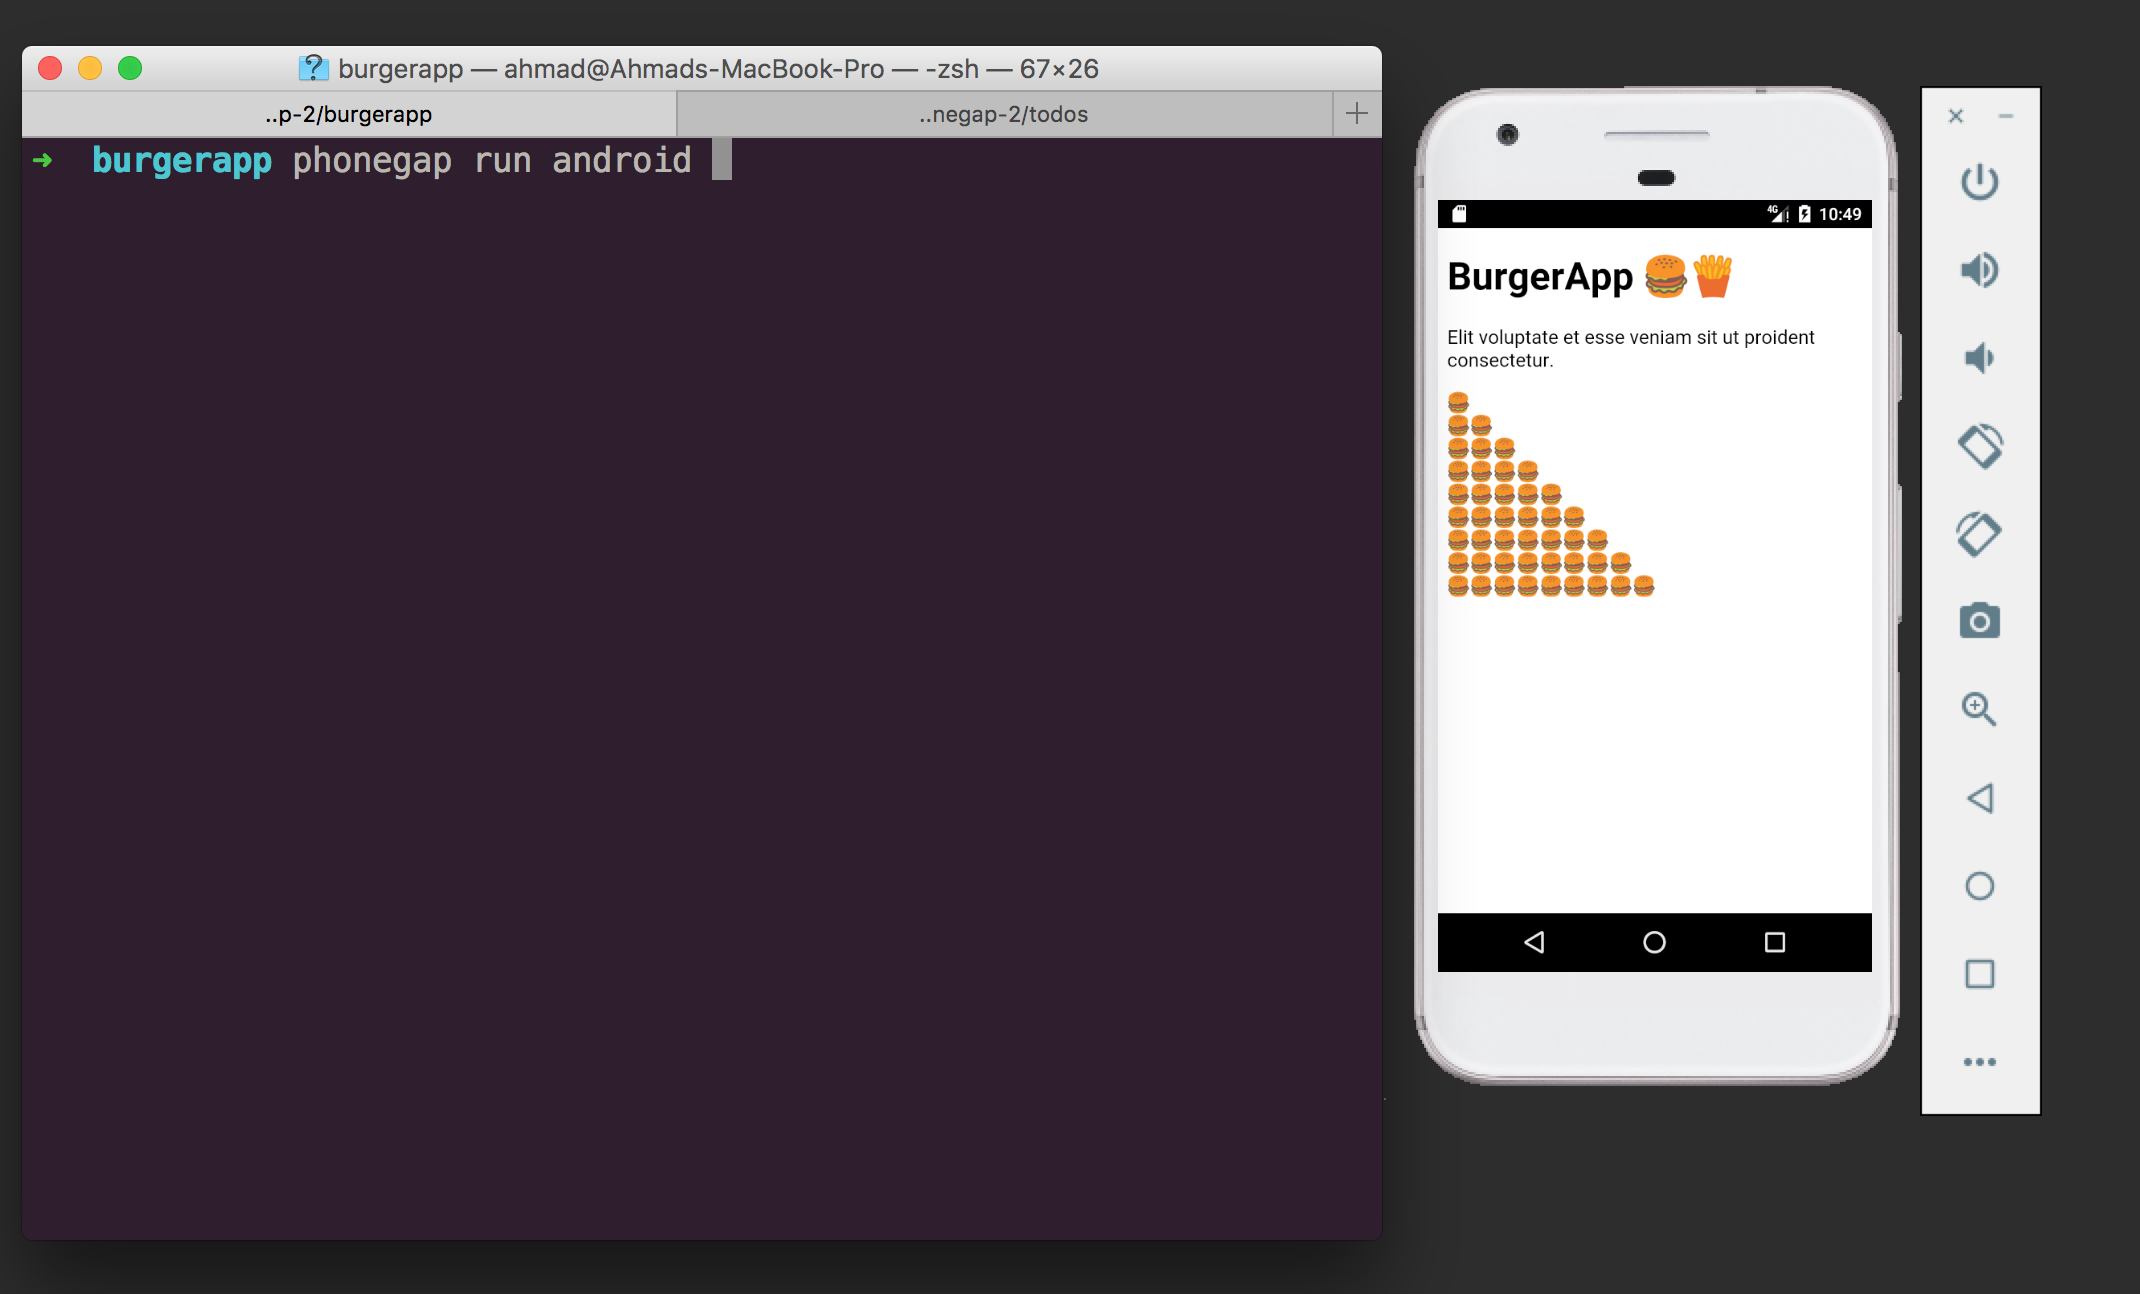 burgerapp — ahmad@Ahmads-MacBook-Pro — -zsh — 67×26
..p-2/burgerapp
..negap-2/todos
➜ burgerapp phonegap run android
4G 10:49
BurgerApp 🍔🍟
Elit voluptate et esse veniam sit ut proident
consectetur.
🍔
🍔🍔
🍔🍔🍔
🍔🍔🍔🍔
🍔🍔🍔🍔🍔
🍔🍔🍔🍔🍔🍔
🍔🍔🍔🍔🍔🍔🍔
🍔🍔🍔🍔🍔🍔🍔🍔
🍔🍔🍔🍔🍔🍔🍔🍔🍔